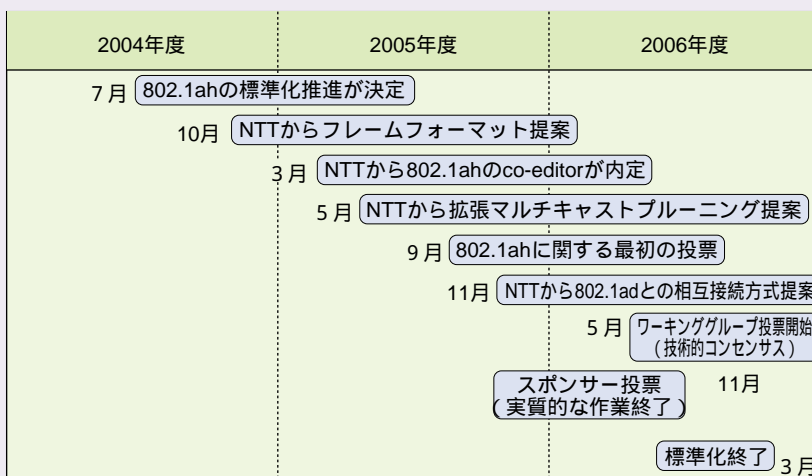 2004年度 2005年度 2006年度
7月 802.1ahの標準化推進が決定
10月 NTTからフレームフォーマット提案
3月 NTTから802.1ahのco-editorが内定
5月 NTTから拡張マルチキャストプルーニング提案
9月 802.1ahに関する最初の投票
11月 NTTから802.1adとの相互接続方式提案
5月 ワーキンググループ投票開始
（技術的コンセンサス）
スポンサー投票 11月
（実質的な作業終了）
標準化終了 3月